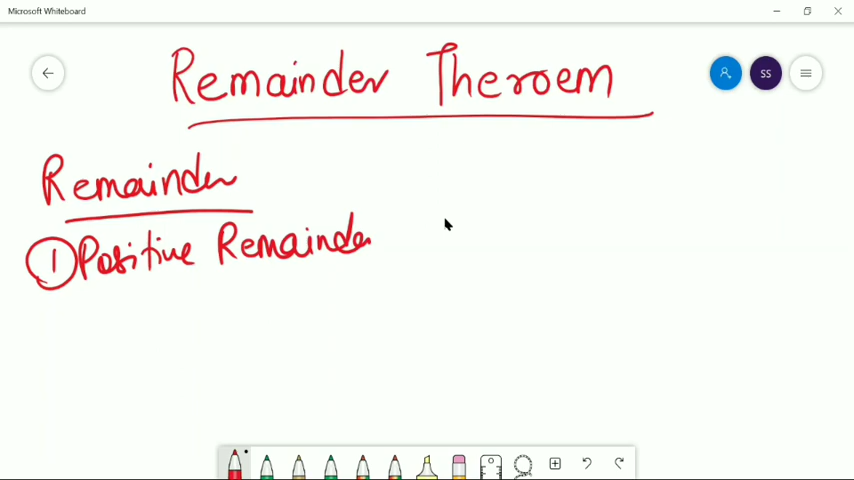 Microsoft Whiteboard
Remainder Theroem
SS
Remainder
① Positive Remainder